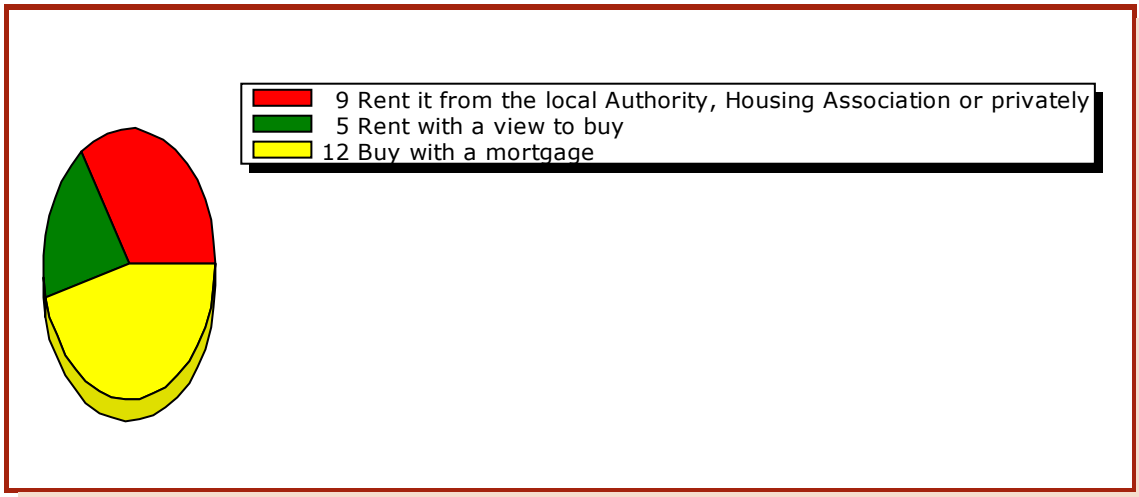 9 Rent it from the local Authority, Housing Association or privately
5 Rent with a view to buy
12 Buy with a mortgage